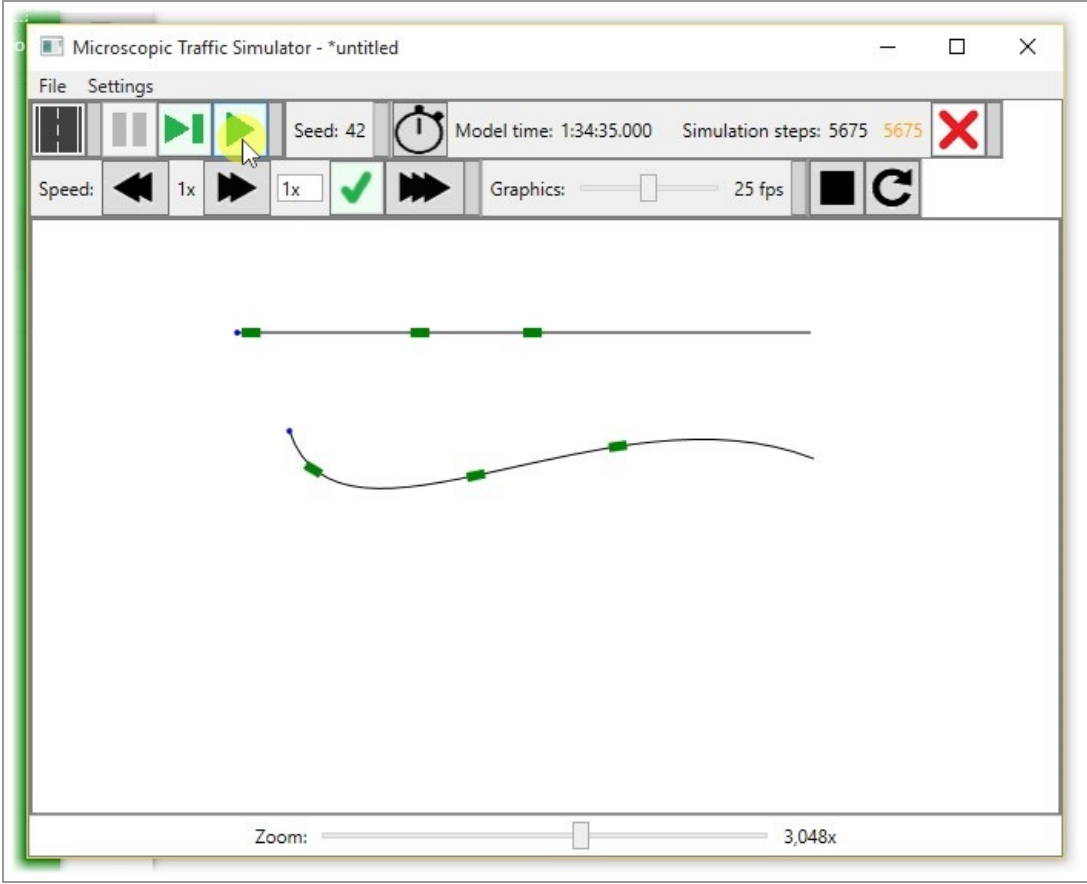 Microscopic Traffic Simulator - *untitled
File Settings
Seed: 42 Model time: 1:34:35.000 Simulation steps: 5675 5675
Speed: 1x 1x Graphics: 25 fps
Zoom: 3,048x